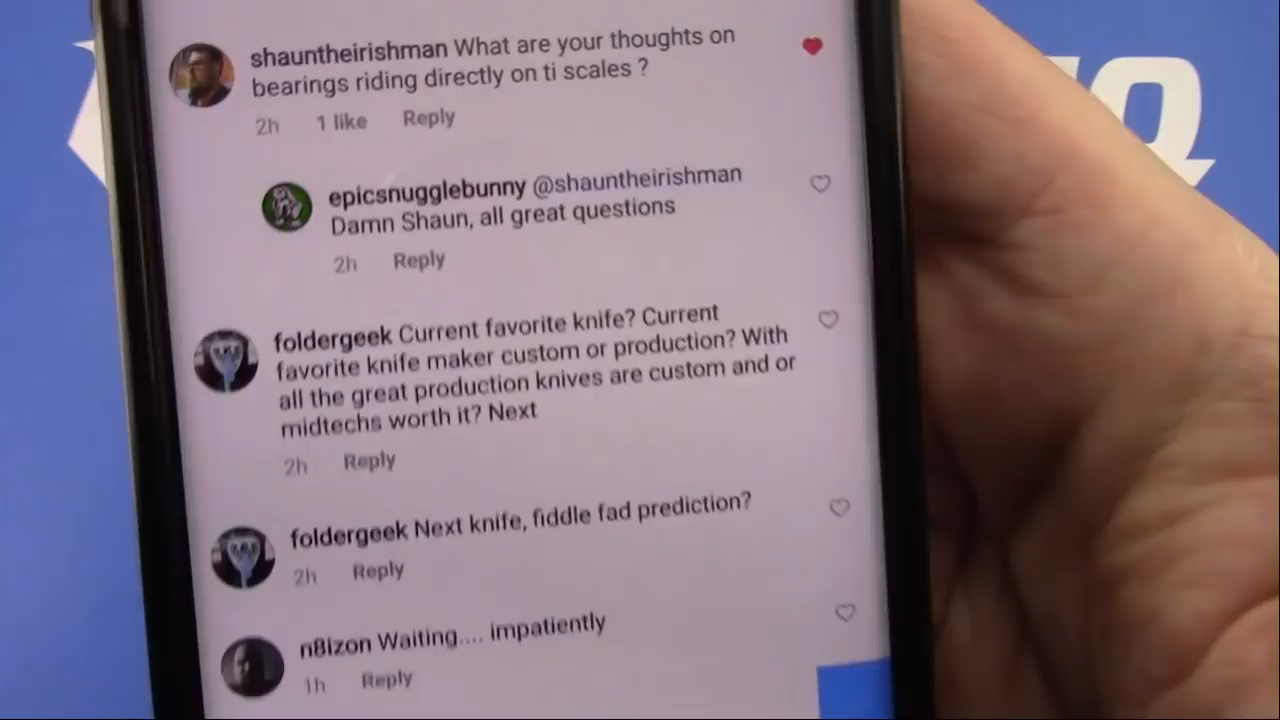 shauntheirishman What are your thoughts on
bearings riding directly on ti scales ?
2h 1 like Reply
epicsnugglebunny @shauntheirishman
Damn Shaun, all great questions
2h Reply
foldergeek Current favorite knife? Current
favorite knife maker custom or production? With
all the great production knives are custom and or
midtechs worth it? Next
2h Reply
foldergeek Next knife, fiddle fad prediction?
2h Reply
n8lzon Waiting.... impatiently
1h Reply